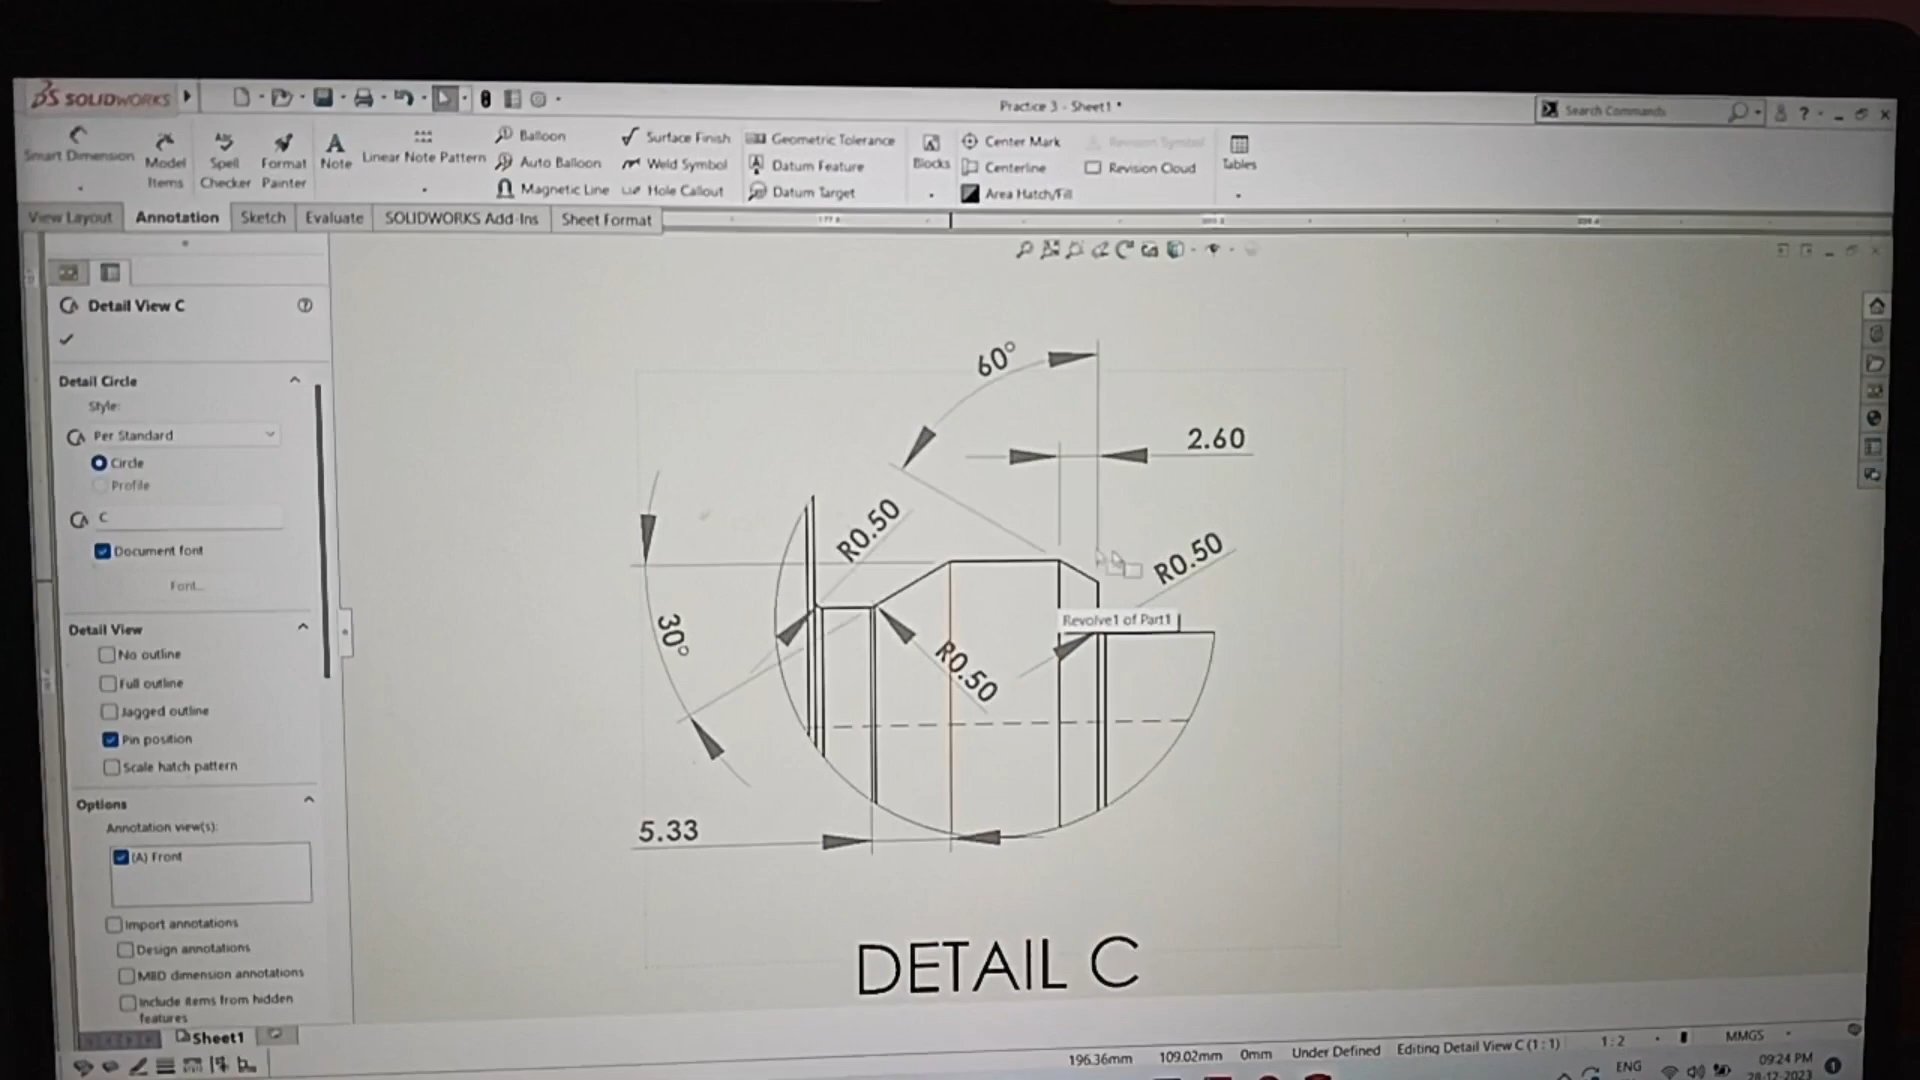 SOLIDWORKS
Practice 3 - Sheet1 *
Search Commands
Smart Dimension
Model Items
Spell Checker
Format Painter
Note
Linear Note Pattern
Balloon
Auto Balloon
Magnetic Line
Surface Finish
Weld Symbol
Hole Callout
Geometric Tolerance
Datum Feature
Datum Target
Blocks
Center Mark
Centerline
Area Hatch/Fill
Revision Symbol
Revision Cloud
Tables
View Layout
Annotation
Sketch
Evaluate
SOLIDWORKS Add-Ins
Sheet Format
Detail View C
Detail Circle
Style:
Per Standard
Circle
Profile
C
Document font
Font...
Detail View
No outline
Full outline
Jagged outline
Pin position
Scale hatch pattern
Options
Annotation view(s):
(A) Front
Import annotations
Design annotations
MBD dimension annotations
Include items from hidden
features
60°
2.60
R0.50
R0.50
30°
R0.50
Revolve1 of Part1
5.33
DETAIL C
Sheet1
196.36mm
109.02mm
0mm
Under Defined
Editing Detail View C (1 : 1)
1 : 2
MMGS
ENG
09:24 PM
28-12-2023